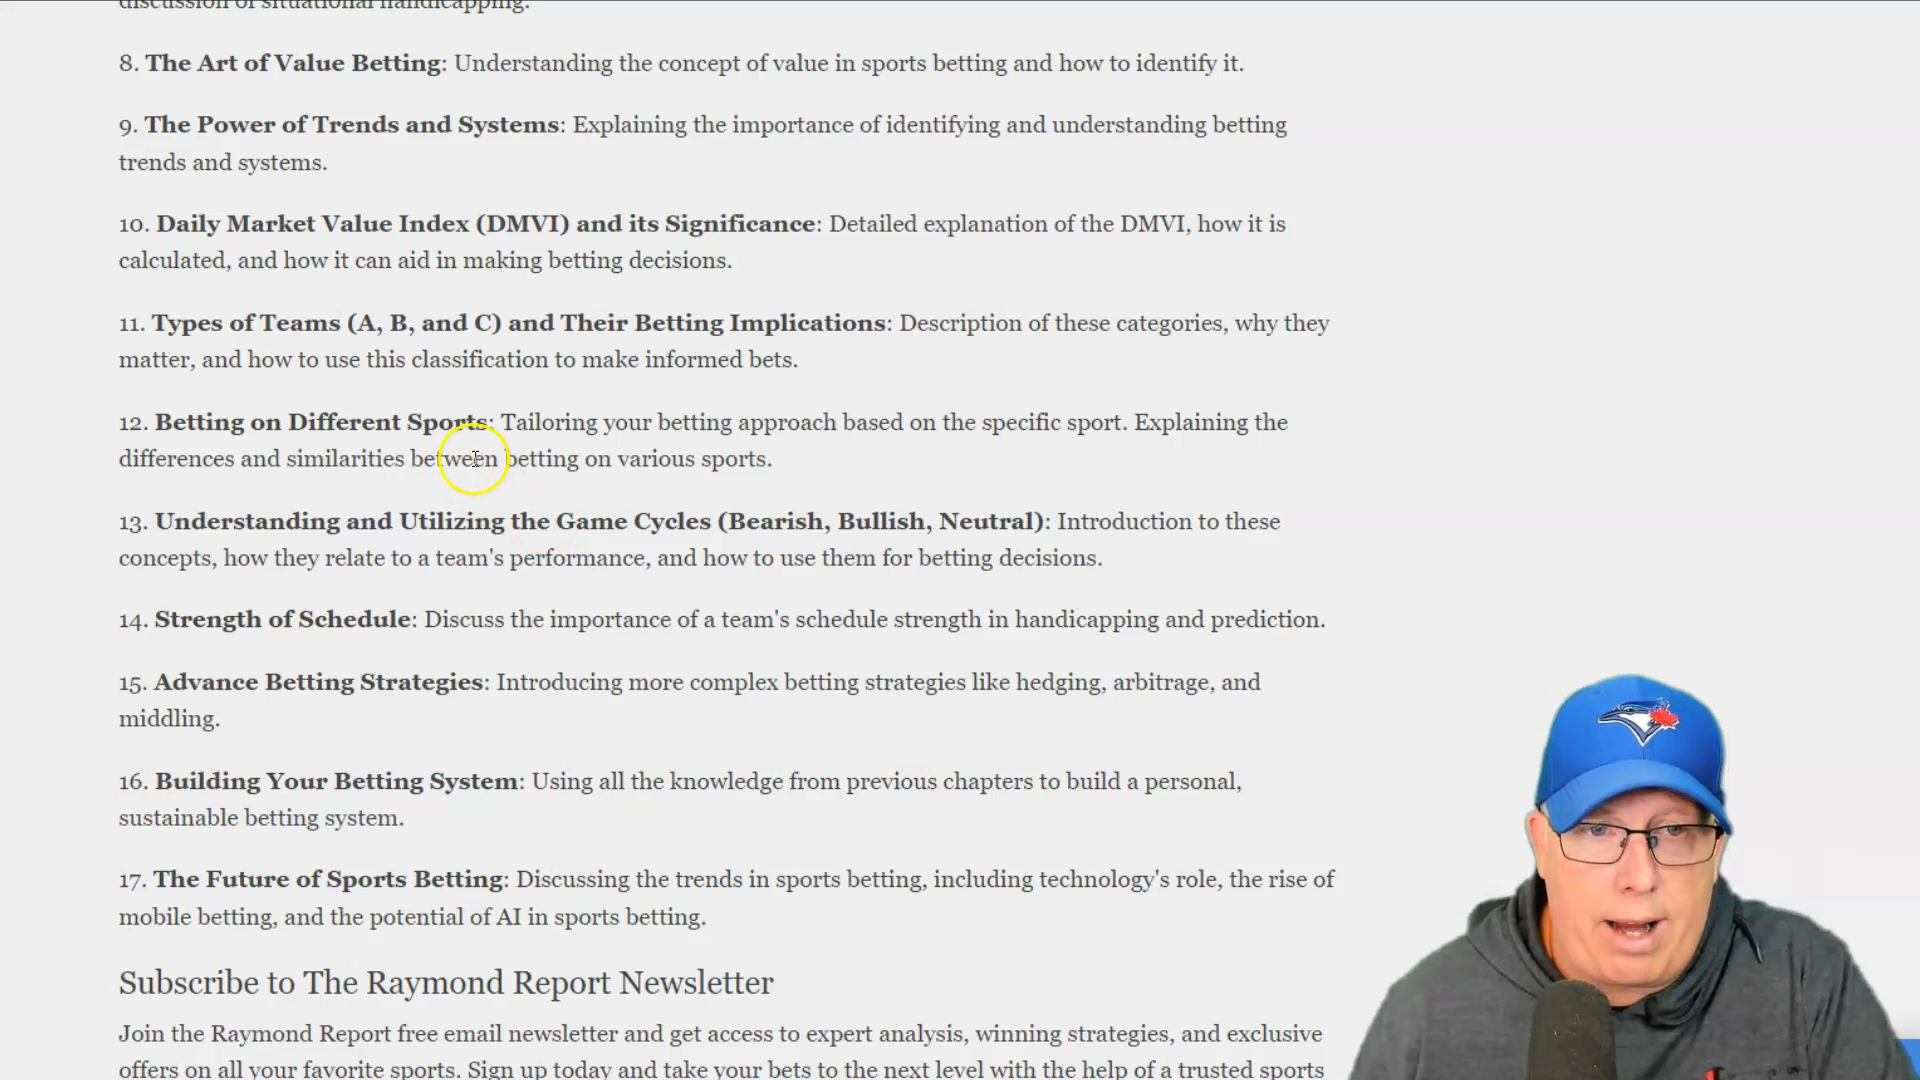 discussion of situational handicapping.
8. The Art of Value Betting: Understanding the concept of value in sports betting and how to identify it.
9. The Power of Trends and Systems: Explaining the importance of identifying and understanding betting
trends and systems.
10. Daily Market Value Index (DMVI) and its Significance: Detailed explanation of the DMVI, how it is
calculated, and how it can aid in making betting decisions.
11. Types of Teams (A, B, and C) and Their Betting Implications: Description of these categories, why they
matter, and how to use this classification to make informed bets.
12. Betting on Different Sports: Tailoring your betting approach based on the specific sport. Explaining the
differences and similarities between betting on various sports.
13. Understanding and Utilizing the Game Cycles (Bearish, Bullish, Neutral): Introduction to these
concepts, how they relate to a team's performance, and how to use them for betting decisions.
14. Strength of Schedule: Discuss the importance of a team's schedule strength in handicapping and prediction.
15. Advance Betting Strategies: Introducing more complex betting strategies like hedging, arbitrage, and
middling.
16. Building Your Betting System: Using all the knowledge from previous chapters to build a personal,
sustainable betting system.
17. The Future of Sports Betting: Discussing the trends in sports betting, including technology's role, the rise of
mobile betting, and the potential of AI in sports betting.
Subscribe to The Raymond Report Newsletter
Join the Raymond Report free email newsletter and get access to expert analysis, winning strategies, and exclusive
offers on all your favorite sports. Sign up today and take your bets to the next level with the help of a trusted sports